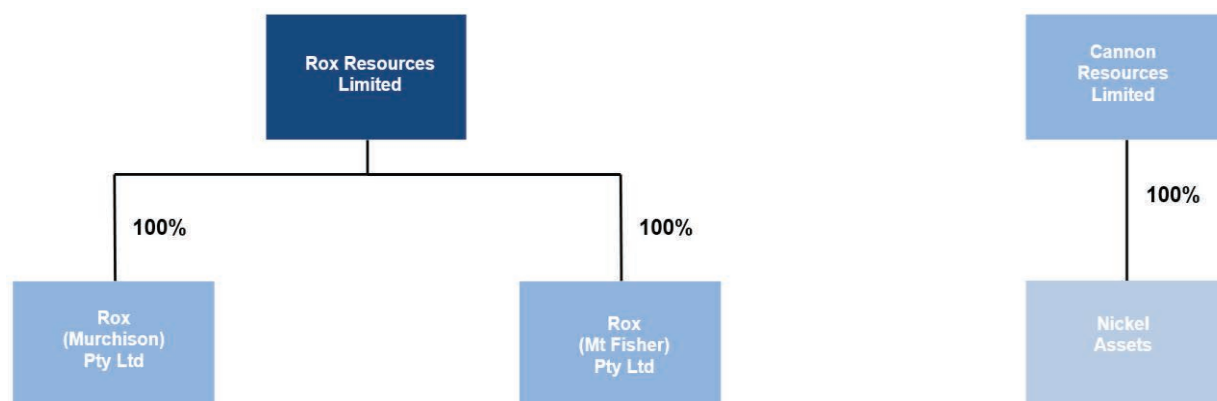 Rox Resources
Limited
Cannon
Resources
Limited
100%
100%
100%
Rox
(Murchison)
Pty Ltd
Rox
(Mt Fisher)
Pty Ltd
Nickel
Assets